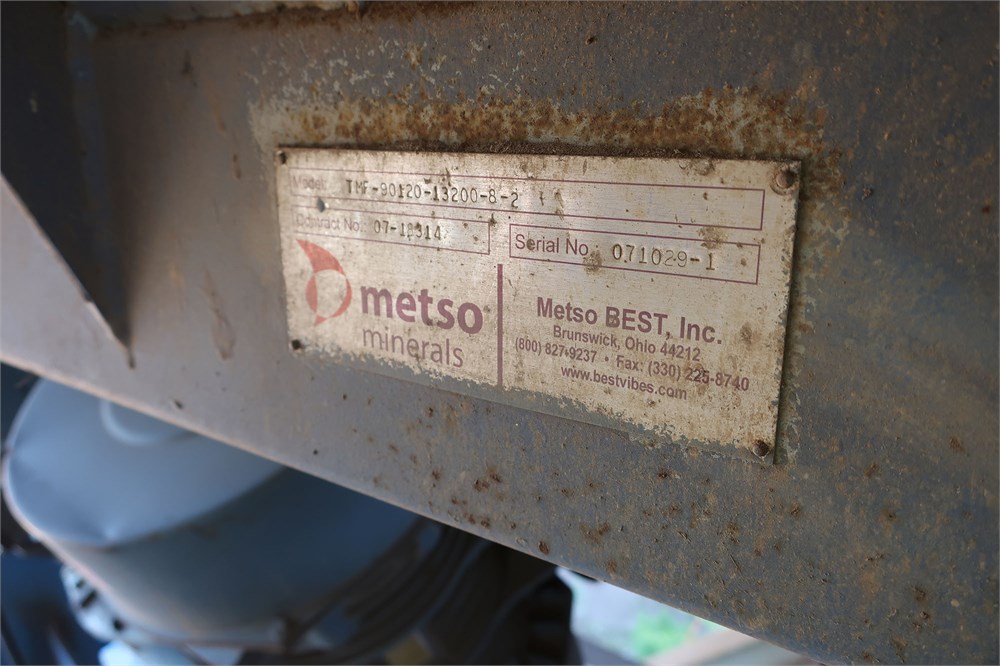 Model: TMF-90120-13200-8-2
Contract No. 07-18314
Serial No. 071029-1
metso
minerals
Metso BEST, Inc.
Brunswick, Ohio 44212
(800) 827-9237 • Fax: (330) 225-8740
www.bestvibes.com